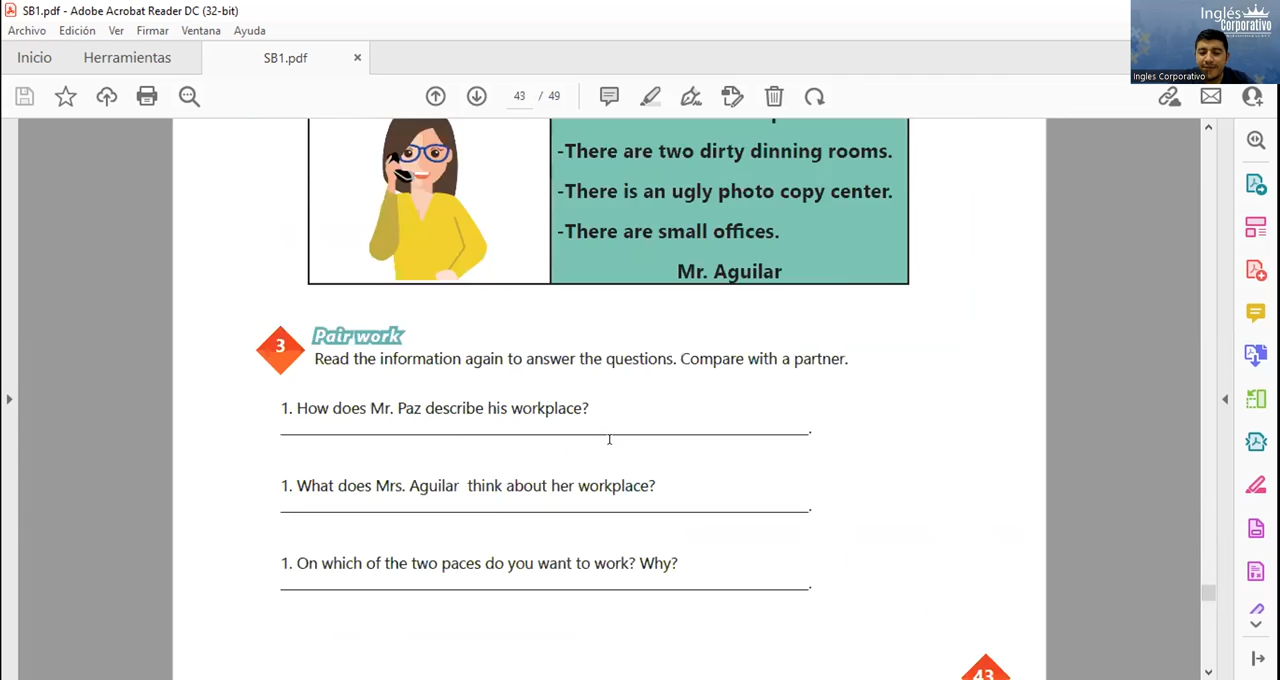 SB1.pdf - Adobe Acrobat Reader DC (32-bit)
Archivo Edición Ver Firmar Ventana Ayuda
Inicio Herramientas SB1.pdf ×
43 / 49
Inglés
Corporativo
Ingles Corporativo
-There are two dirty dinning rooms.
-There is an ugly photo copy center.
-There are small offices.
Mr. Aguilar
3
Pair work
Read the information again to answer the questions. Compare with a partner.
1. How does Mr. Paz describe his workplace?
1. What does Mrs. Aguilar think about her workplace?
1. On which of the two paces do you want to work? Why?
43